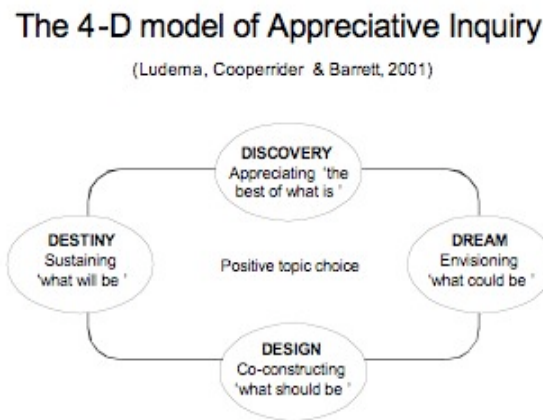 The 4-D model of Appreciative Inquiry
(Ludema, Cooperrider & Barrett, 2001)
DISCOVERY
Appreciating 'the
best of what is '
DESTINY
Sustaining
'what will be '
Positive topic choice
DREAM
Envisioning
'what could be '
DESIGN
Co-constructing
'what should be '